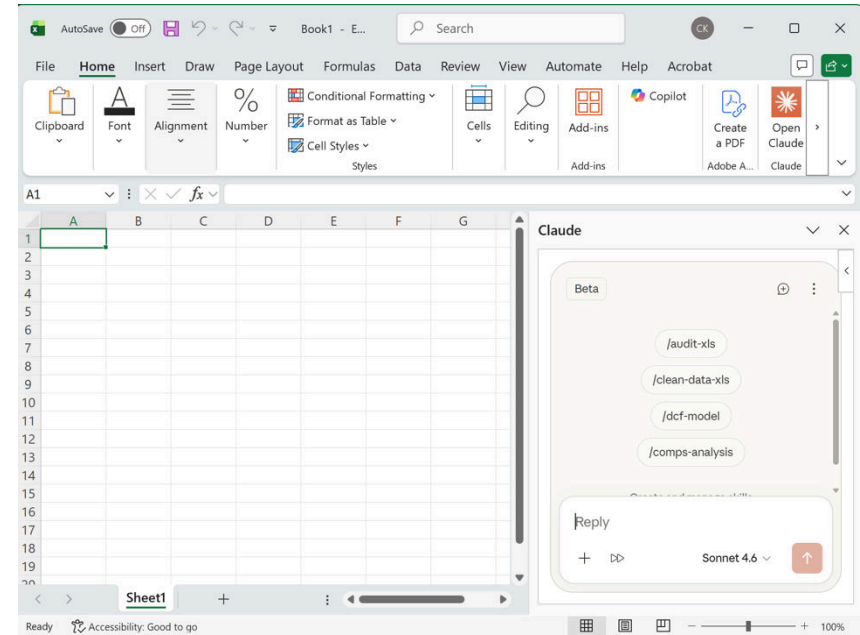 AutoSave Off Book1 - E... Search CK
File Home Insert Draw Page Layout Formulas Data Review View Automate Help Acrobat
Clipboard Font Alignment Number Conditional Formatting Format as Table Cell Styles Cells Editing Add-ins Copilot Create a PDF Open Claude
Styles Add-ins Adobe A... Claude
A1 fx
A B C D E F G
1
2
3
4
5
6
7
8
9
10
11
12
13
14
15
16
17
18
19
Claude
Beta
/audit-xls
/clean-data-xls
/dcf-model
/comps-analysis
Reply
Sonnet 4.6
Sheet1
Ready Accessibility: Good to go 100%